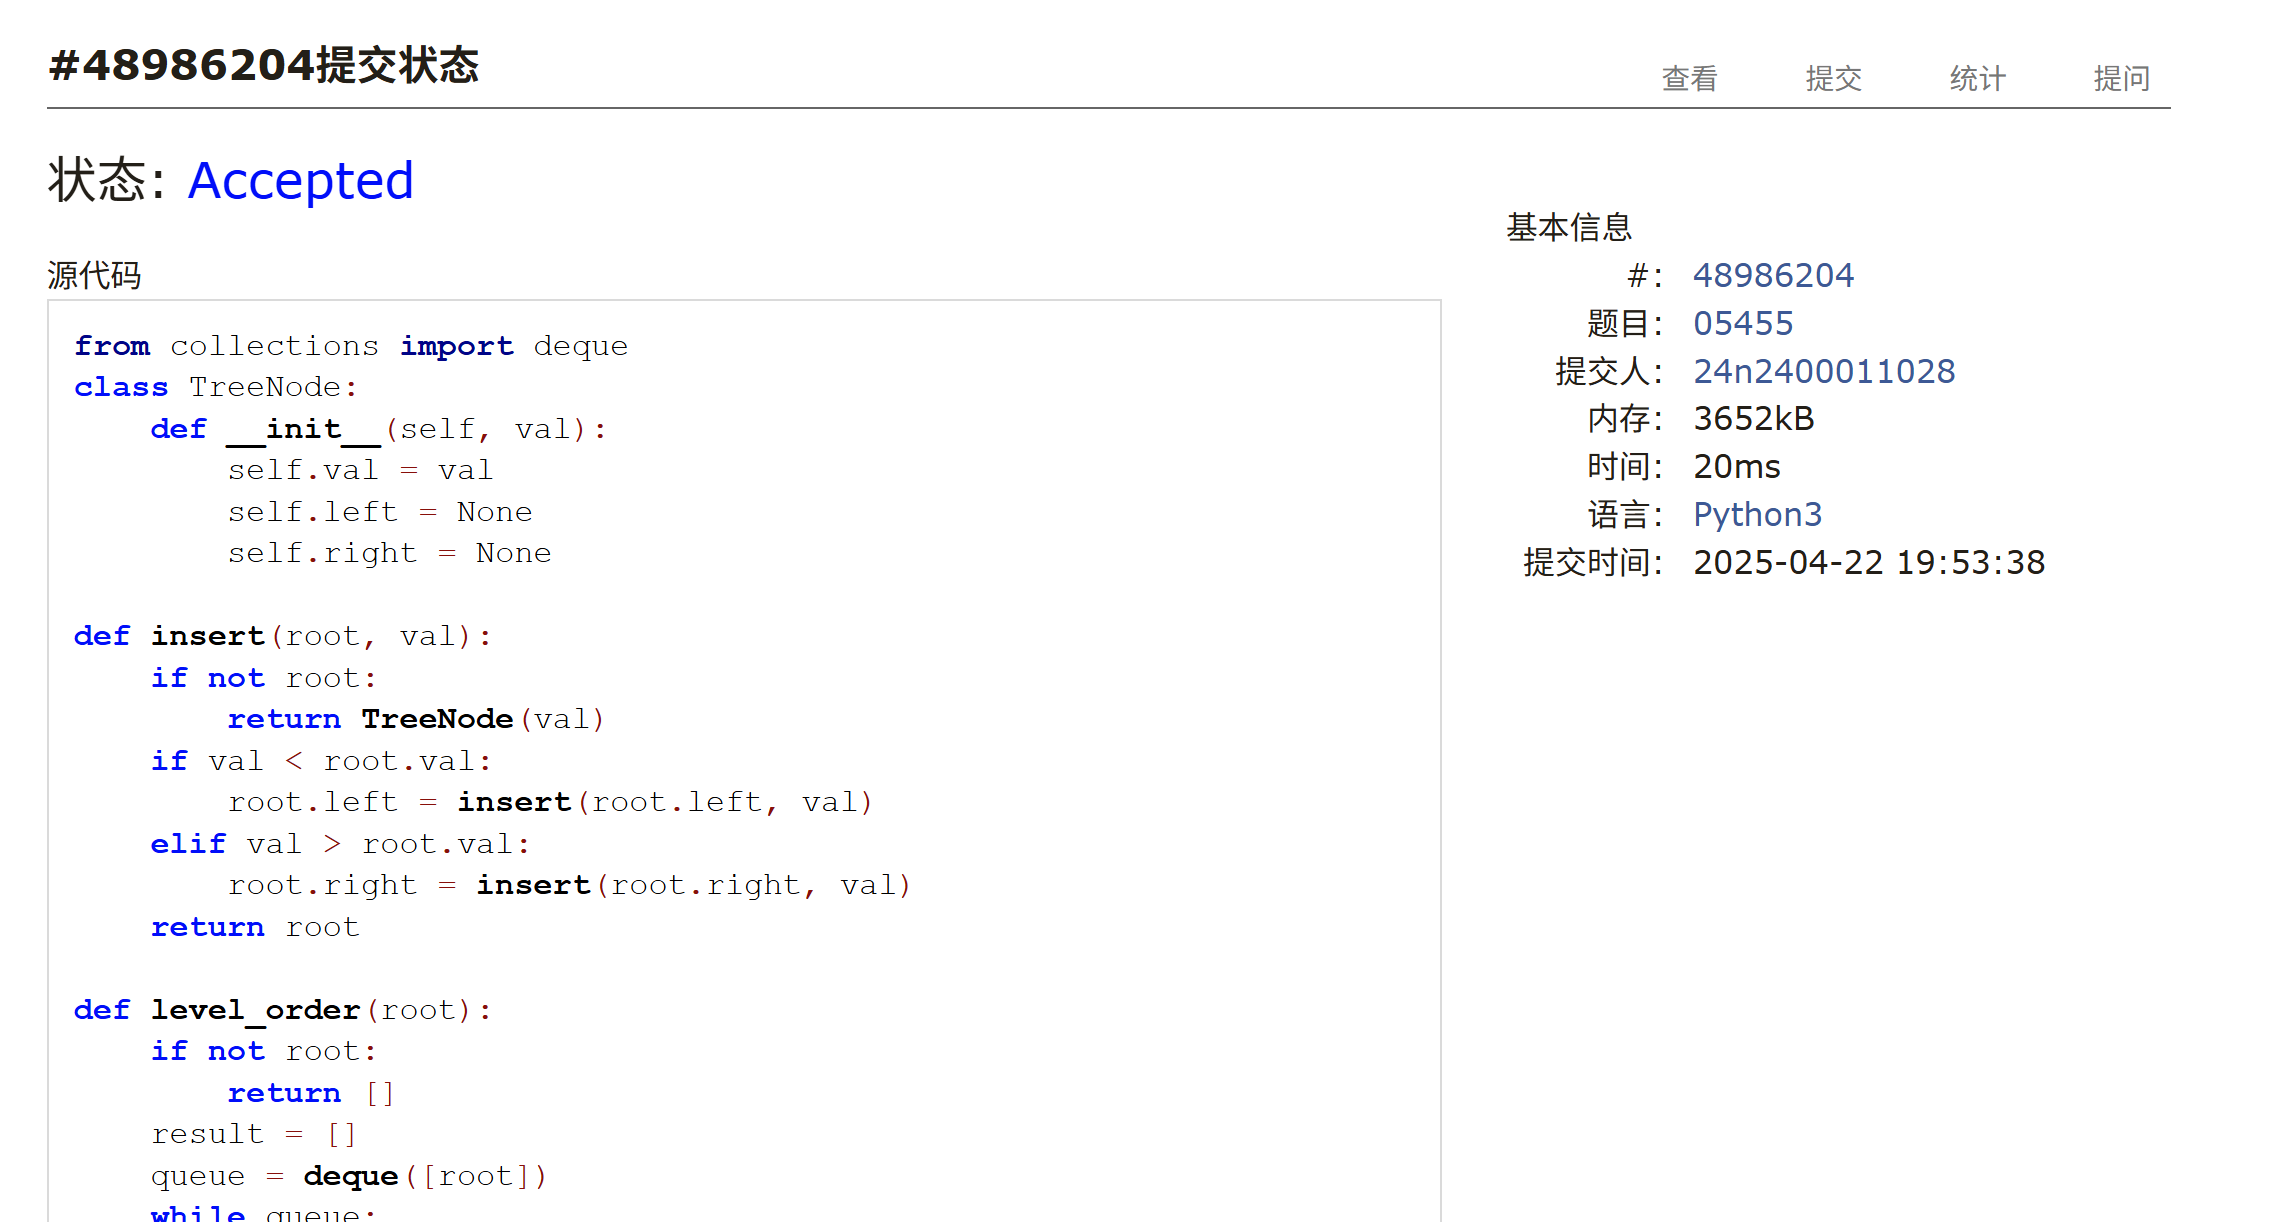 #48986204提交状态
查看 提交 统计 提问
状态: Accepted
源代码
from collections import deque
class TreeNode:
    def __init__(self, val):
        self.val = val
        self.left = None
        self.right = None

def insert(root, val):
    if not root:
        return TreeNode(val)
    if val < root.val:
        root.left = insert(root.left, val)
    elif val > root.val:
        root.right = insert(root.right, val)
    return root

def level_order(root):
    if not root:
        return []
    result = []
    queue = deque([root])
    while queue:
基本信息
#: 48986204
题目: 05455
提交人: 24n2400011028
内存: 3652kB
时间: 20ms
语言: Python3
提交时间: 2025-04-22 19:53:38